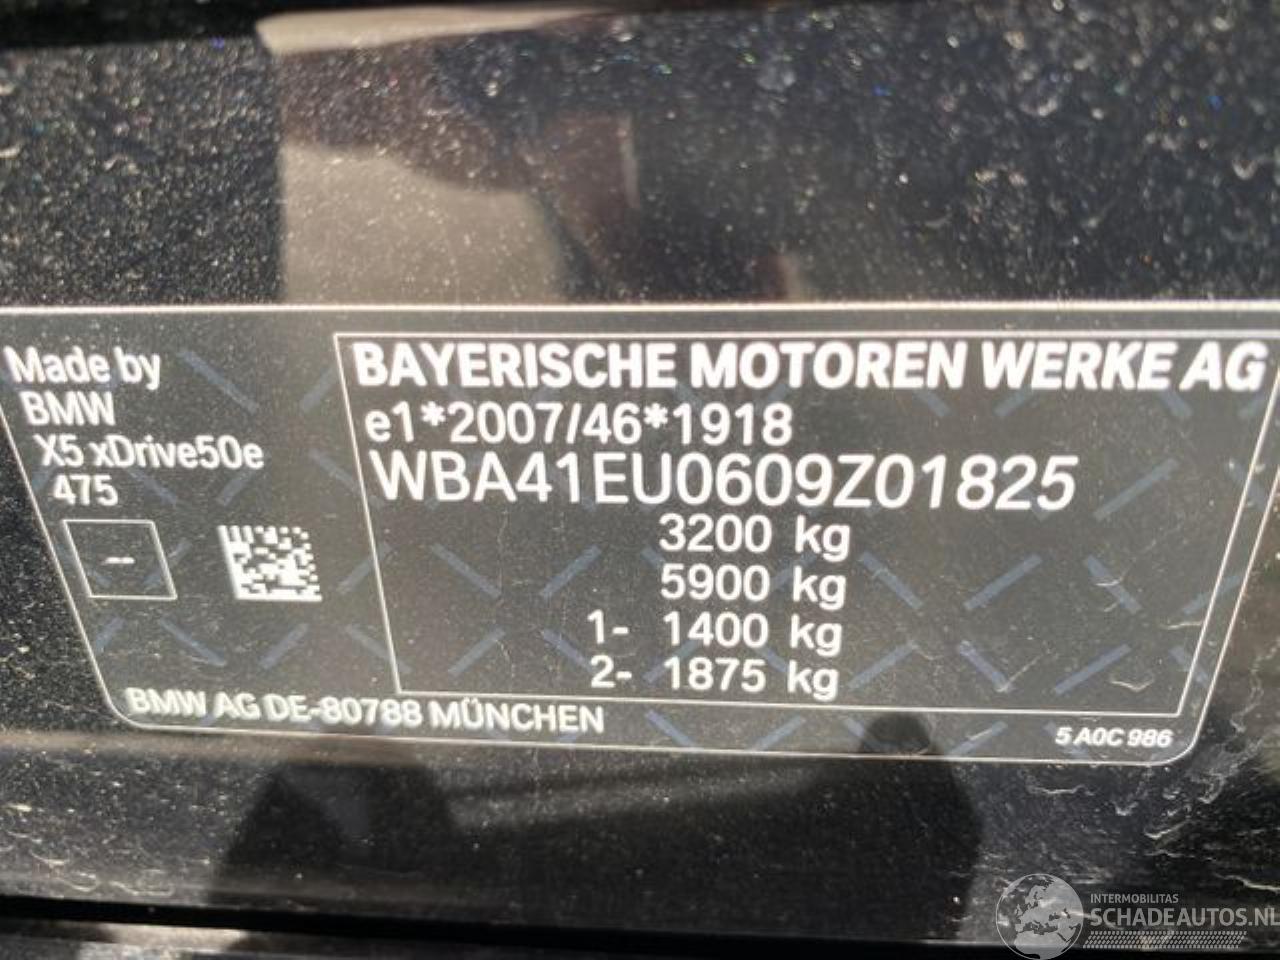 Made by
BMW
X5 xDrive50e
475
--
BAYERISCHE MOTOREN WERKE AG
e1*2007/46*1918
WBA41EU0609Z01825
3200 kg
5900 kg
1- 1400 kg
2- 1875 kg
BMW AG DE-80788 MÜNCHEN
5 A0C 986
INTERMOBILITAS
SCHADEAUTOS.NL